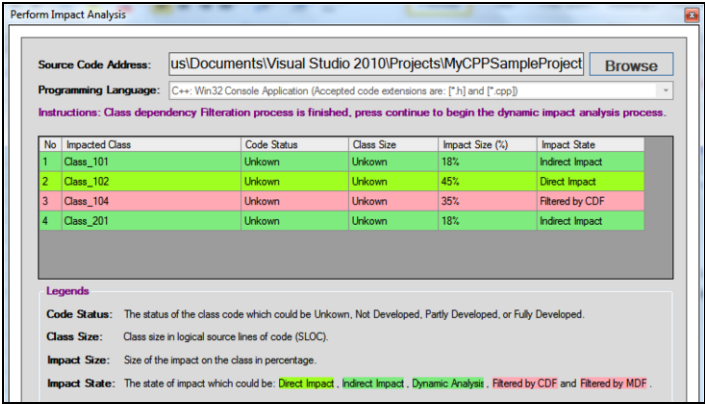 Perform Impact Analysis
Source Code Address: us\Documents\Visual Studio 2010\Projects\MyCPPSampleProject Browse
Programming Language: C++: Win32 Console Application (Accepted code extensions are: [*.h] and [*.cpp])
Instructions: Class dependency Filteration process is finished, press continue to begin the dynamic impact analysis process.
No Impacted Class Code Status Class Size Impact Size (%) Impact State
1 Class_101 Unkown Unkown 18% Indirect Impact
2 Class_102 Unkown Unkown 45% Direct Impact
3 Class_104 Unkown Unkown 35% Filtered by CDF
4 Class_201 Unkown Unkown 18% Indirect Impact
Legends
Code Status: The status of the class code which could be Unkown, Not Developed, Partly Developed, or Fully Developed.
Class Size: Class size in logical source lines of code (SLOC).
Impact Size: Size of the impact on the class in percentage.
Impact State: The state of impact which could be: Direct Impact , Indirect Impact , Dynamic Analysis , Filtered by CDF and Filtered by MDF .